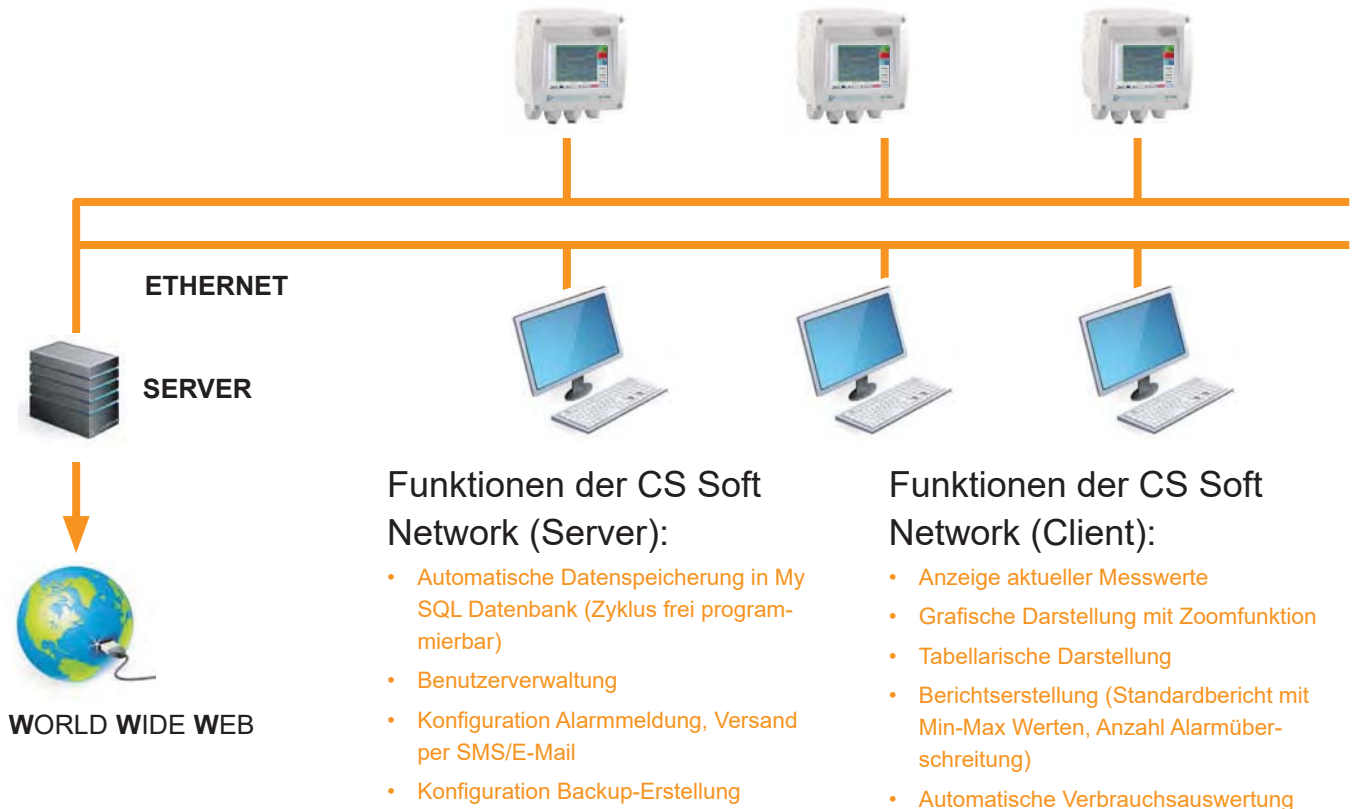 ETHERNET
SERVER
WORLD WIDE WEB
Funktionen der CS Soft
Network (Server):
• Automatische Datenspeicherung in My
SQL Datenbank (Zyklus frei program-
mierbar)
• Benutzerverwaltung
• Konfiguration Alarmmeldung, Versand
per SMS/E-Mail
• Konfiguration Backup-Erstellung
Funktionen der CS Soft
Network (Client):
• Anzeige aktueller Messwerte
• Grafische Darstellung mit Zoomfunktion
• Tabellarische Darstellung
• Berichtserstellung (Standardbericht mit
Min-Max Werten, Anzahl Alarmüber-
schreitung)
• Automatische Verbrauchsauswertung